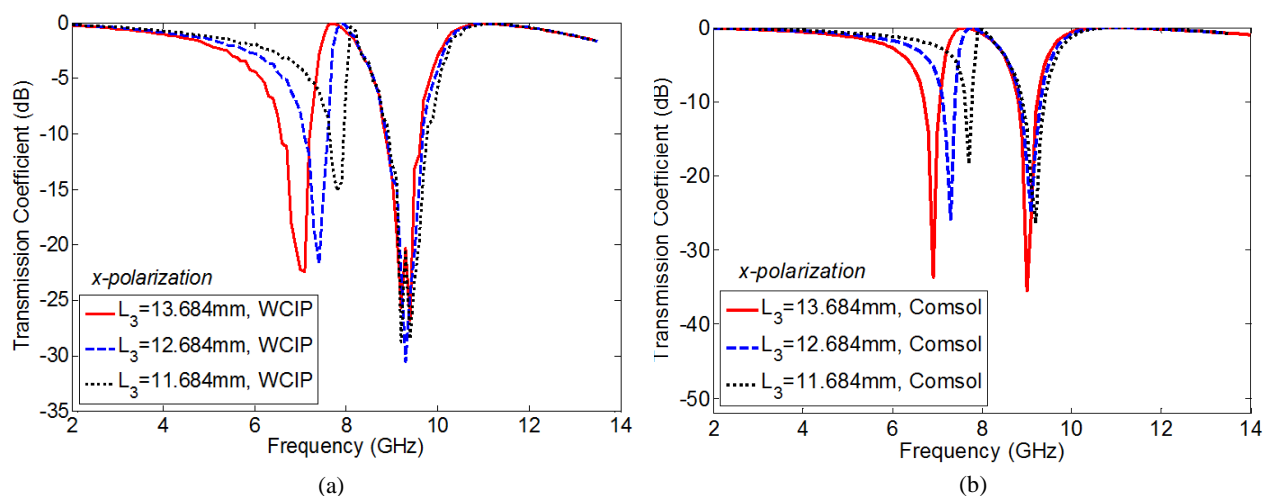 0
-5
-10
-15
-20
-25
-30
-35
Transmission Coefficient (dB)
x-polarization
L3=13.684mm, WCIP
L3=12.684mm, WCIP
L3=11.684mm, WCIP
2 4 6 8 10 12 14
Frequency (GHz)
(a)
0
-10
-20
-30
-40
-50
Transmission Coefficient (dB)
x-polarization
L3=13.684mm, Comsol
L3=12.684mm, Comsol
L3=11.684mm, Comsol
2 4 6 8 10 12 14
Frequency (GHz)
(b)